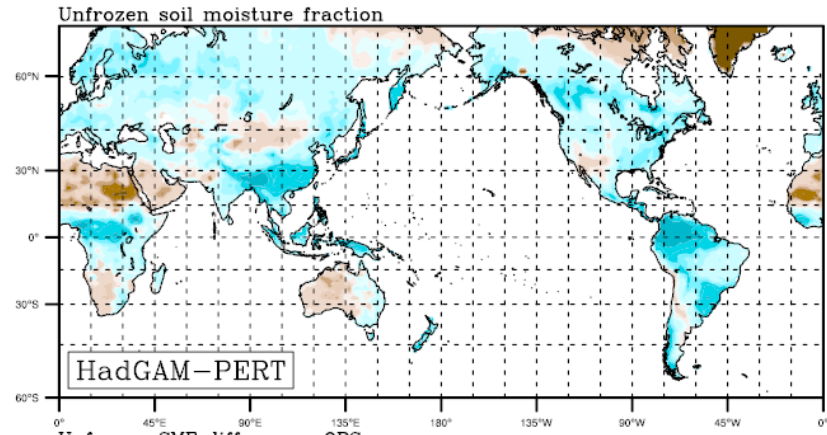 Unfrozen soil moisture fraction
60°N
30°N
0°
30°S
HadGAM-PERT
60°S
0° 45°E 90°E 135°E 180° 135°W 90°W 45°W 0°